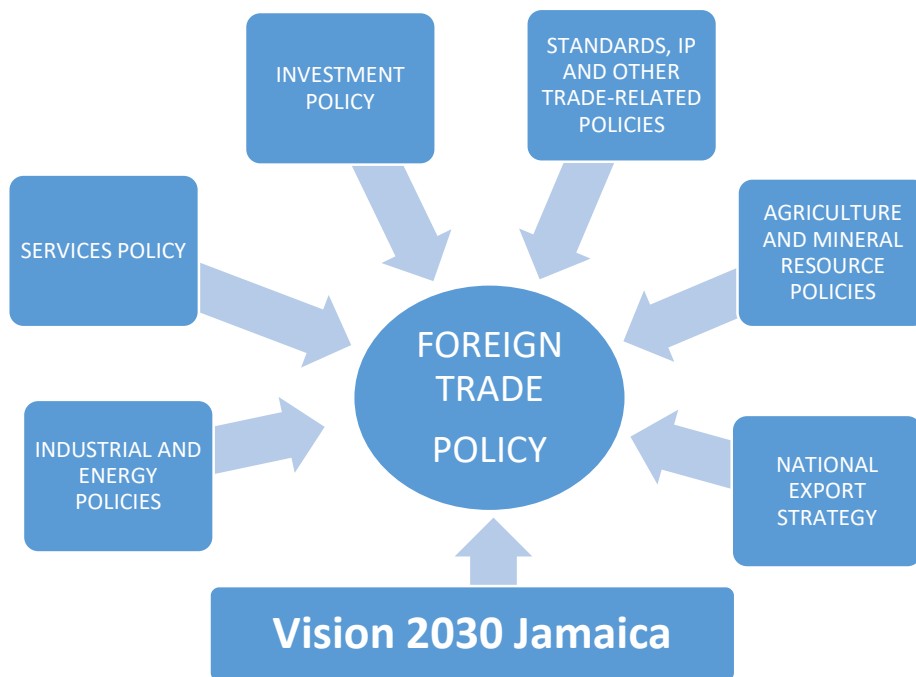 INVESTMENT
POLICY
STANDARDS, IP
AND OTHER
TRADE-RELATED
POLICIES
SERVICES POLICY
AGRICULTURE
AND MINERAL
RESOURCE
POLICIES
FOREIGN
TRADE
POLICY
INDUSTRIAL AND
ENERGY
POLICIES
NATIONAL
EXPORT
STRATEGY
Vision 2030 Jamaica